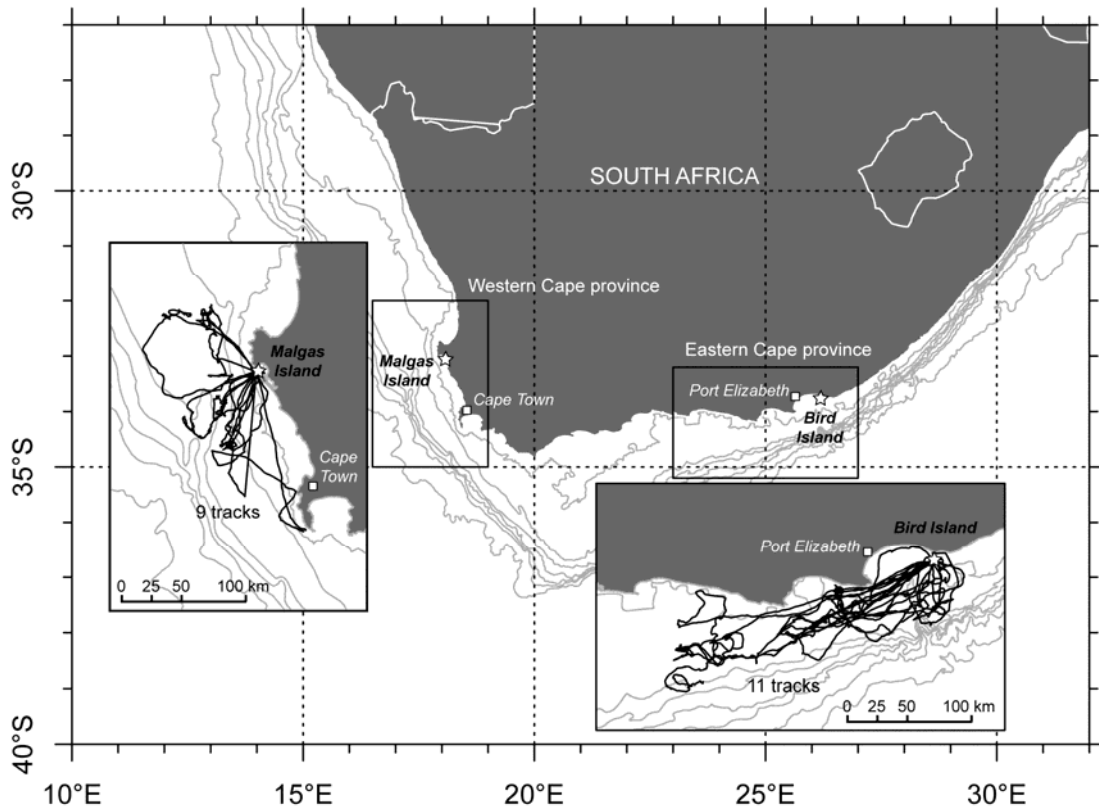 SOUTH AFRICA
Western Cape province
Malgas
Island
Cape Town
Eastern Cape province
Port Elizabeth
Bird
Island
Malgas
Island
Cape
Town
9 tracks
0 25 50 100 km
Bird Island
Port Elizabeth
11 tracks
0 25 50 100 km
30°S
35°S
40°S
10°E 15°E 20°E 25°E 30°E